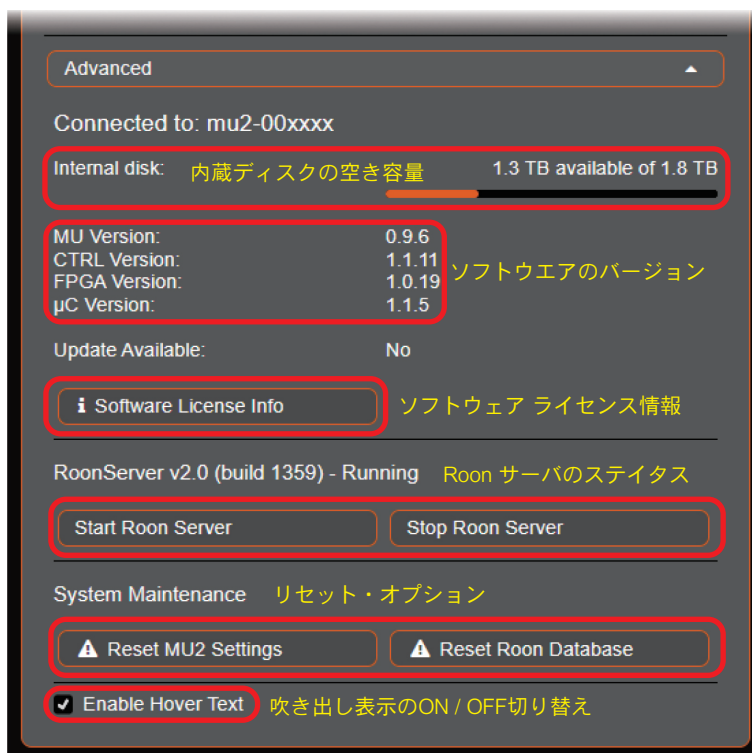 Advanced
Connected to: mu2-00xxxx
Internal disk: 内蔵ディスクの空き容量 1.3 TB available of 1.8 TB
MU Version: 0.9.6
CTRL Version: 1.1.11
FPGA Version: 1.0.19
µC Version: 1.1.5
ソフトウエアのバージョン
Update Available: No
i Software License Info ソフトウェア ライセンス情報
RoonServer v2.0 (build 1359) - Running Roon サーバのステイタス
Start Roon Server Stop Roon Server
System Maintenance リセット・オプション
Reset MU2 Settings Reset Roon Database
Enable Hover Text 吹き出し表示のON / OFF切り替え